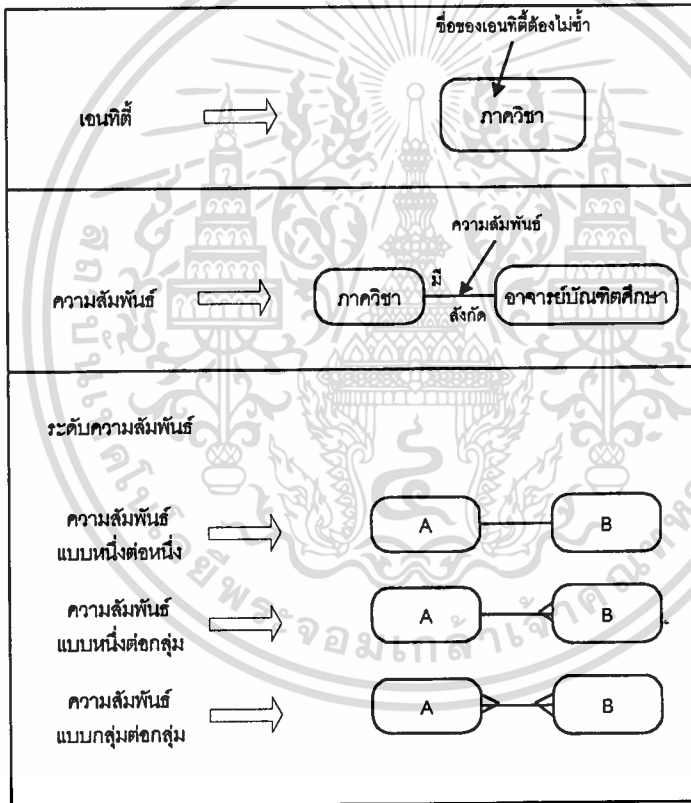 ชื่อของเอนทิตี้ต้องไม่ซ้ำ
เอนทิตี้
ภาควิชา
ความสัมพันธ์
ความสัมพันธ์
ภาควิชา
มี
สังกัด
อาจารย์บัณฑิตศึกษา
ระดับความสัมพันธ์
ความสัมพันธ์
แบบหนึ่งต่อหนึ่ง
A
B
ความสัมพันธ์
แบบหนึ่งต่อกลุ่ม
A
B
ความสัมพันธ์
แบบกลุ่มต่อกลุ่ม
A
B